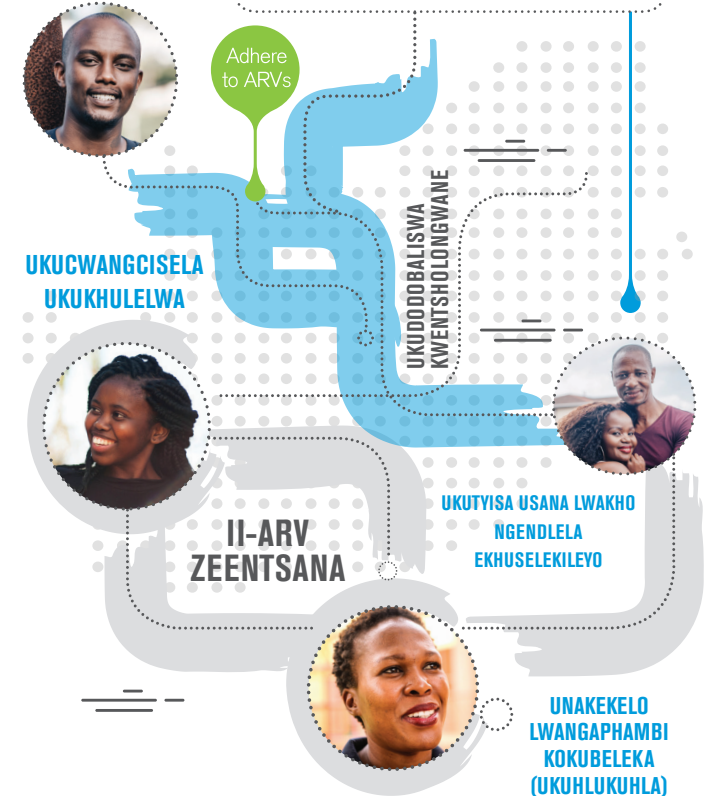 Adhere
to ARVs
UKUCWANGCISELA
UKUKHULELWA
UKUDODOBALISWA
KWENTSHOLONGWANE
II-ARV
ZEENTSANA
UKUTYISA USANA LWAKHO
NGENDLELA
EKHUSELEKILEYO
UNAKEKELO
LWANGAPHAMBI
KOKUBELEKA
(UKUHLUKUHLA)